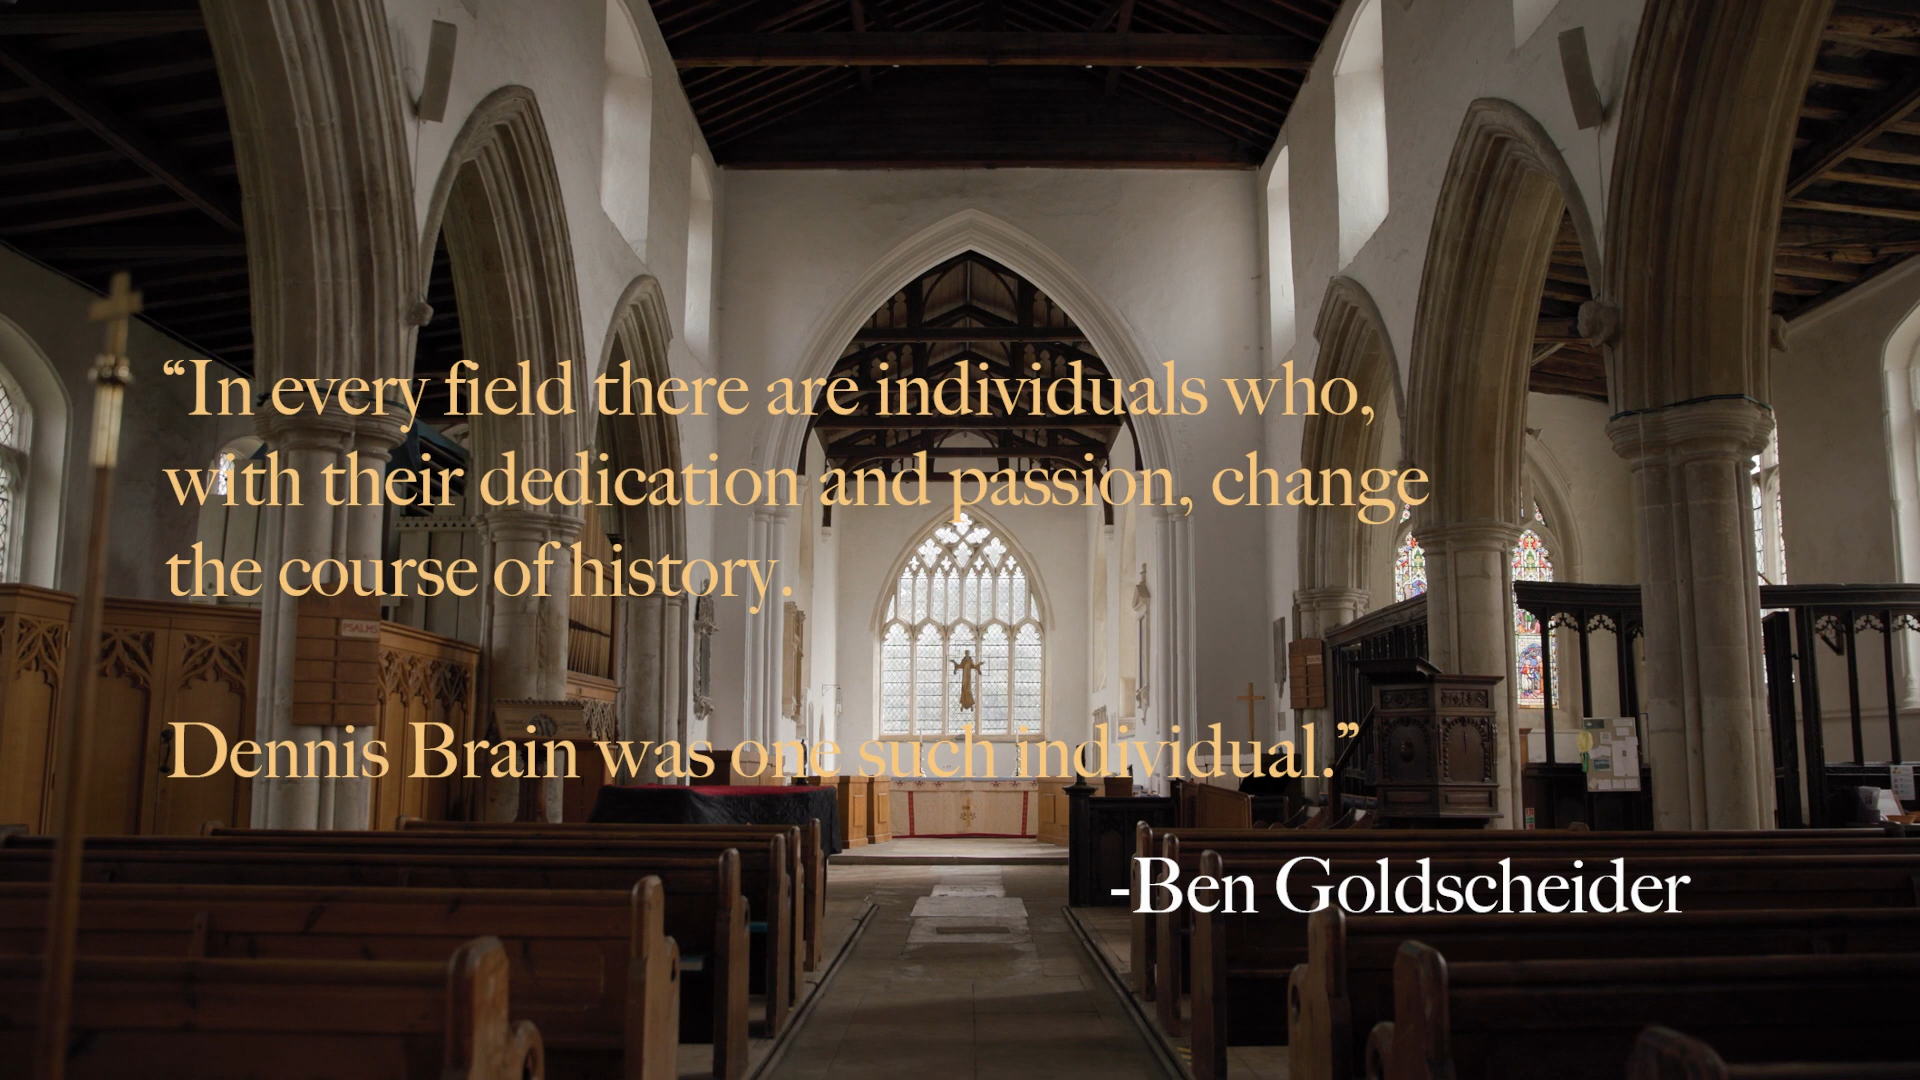 “In every field there are individuals who,
with their dedication and passion, change
the course of history.
Dennis Brain was one such individual.”
-Ben Goldscheider
PSALMS